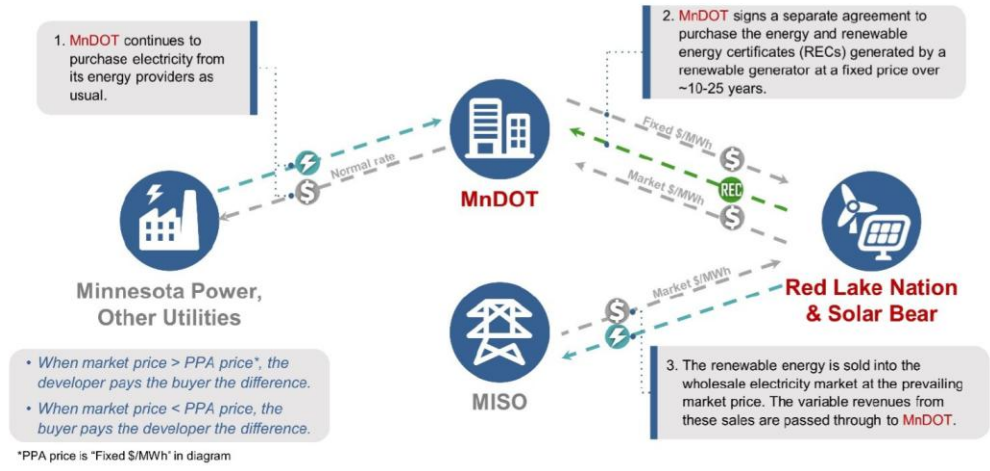 1. MnDOT continues to
purchase electricity from
its energy providers as
usual.
2. MnDOT signs a separate agreement to
purchase the energy and renewable
energy certificates (RECs) generated by a
renewable generator at a fixed price over
~10-25 years.
Fixed $/MWh
$
Normal rate
$
MnDOT
REC
Market $/MWh
$
Minnesota Power,
Other Utilities
Market $/MWh
$
Red Lake Nation
& Solar Bear
MISO
• When market price > PPA price*, the
developer pays the buyer the difference.
• When market price < PPA price, the
buyer pays the developer the difference.
3. The renewable energy is sold into the
wholesale electricity market at the prevailing
market price. The variable revenues from
these sales are passed through to MnDOT.
*PPA price is "Fixed $/MWh" in diagram